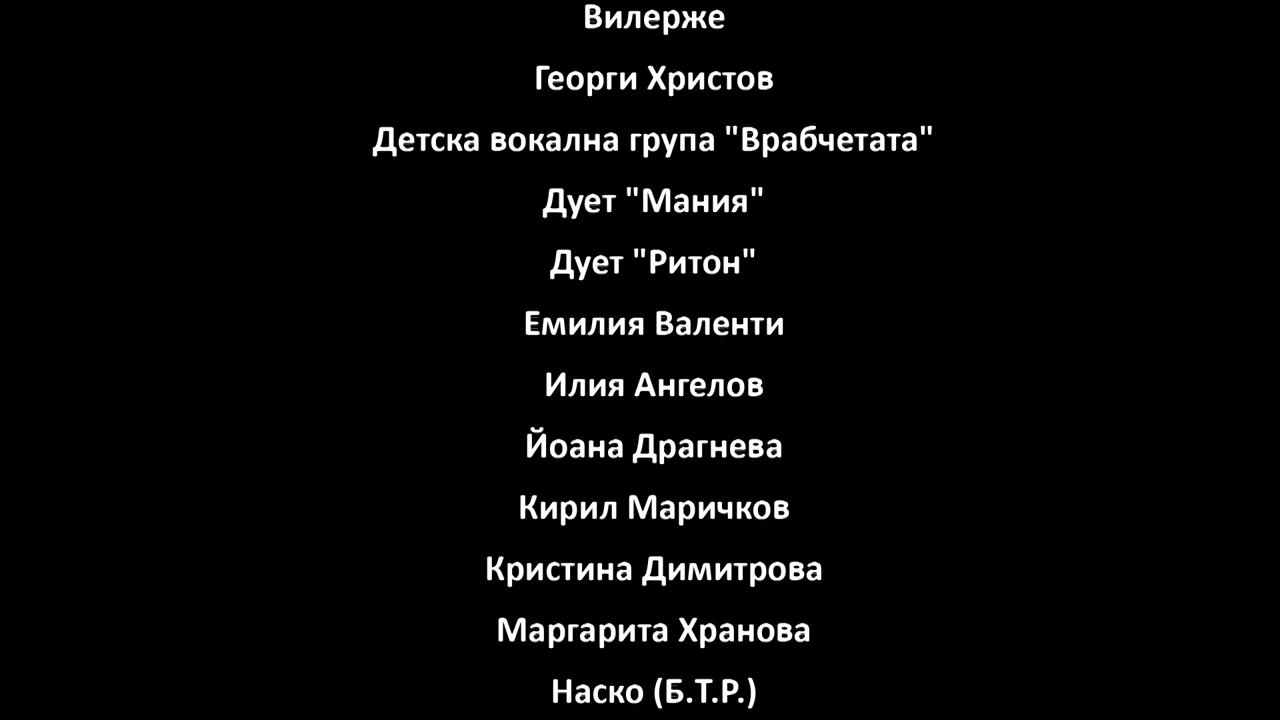 Вилерже
Георги Христов
Детска вокална група "Врабчетата"
Дует "Мания"
Дует "Ритон"
Емилия Валенти
Илия Ангелов
Йоана Драгнева
Кирил Маричков
Кристина Димитрова
Маргарита Хранова
Наско (Б.Т.Р.)